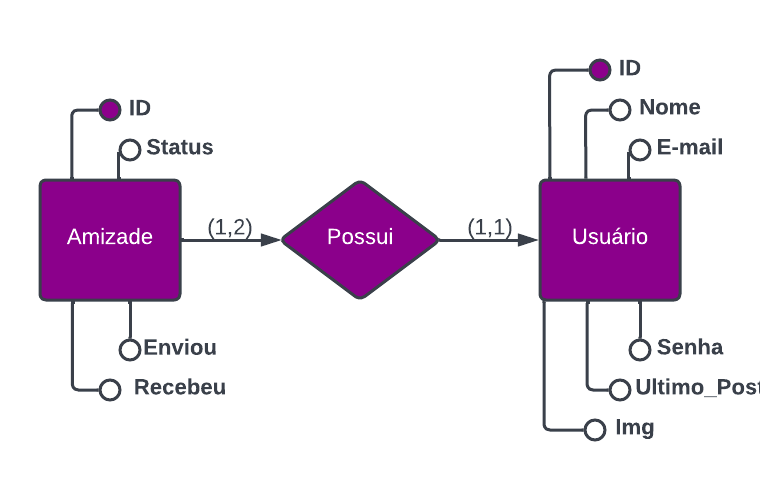 ID
Status
Amizade
Enviou
Recebeu
(1,2)
Possui
(1,1)
ID
Nome
E-mail
Usuário
Senha
Ultimo_Post
Img